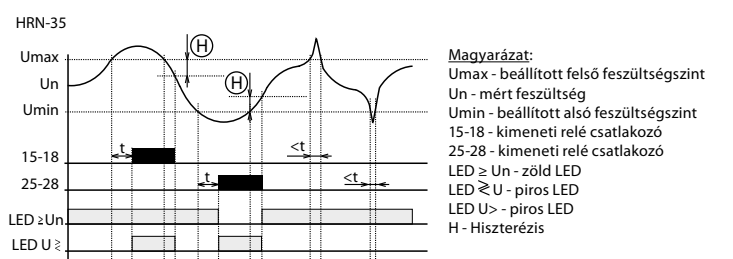 HRN-35
Umax
Un
Umin
H
H
t
<t
15-18
t
<t
25-28
LED ≥Un
LED U ≷
Magyarázat:
Umax - beállított felső feszültségszint
Un - mért feszültség
Umin - beállított alsó feszültségszint
15-18 - kimeneti relé csatlakozó
25-28 - kimeneti relé csatlakozó
LED ≥ Un - zöld LED
LED ≷ U - piros LED
LED U> - piros LED
H - Hiszterézis